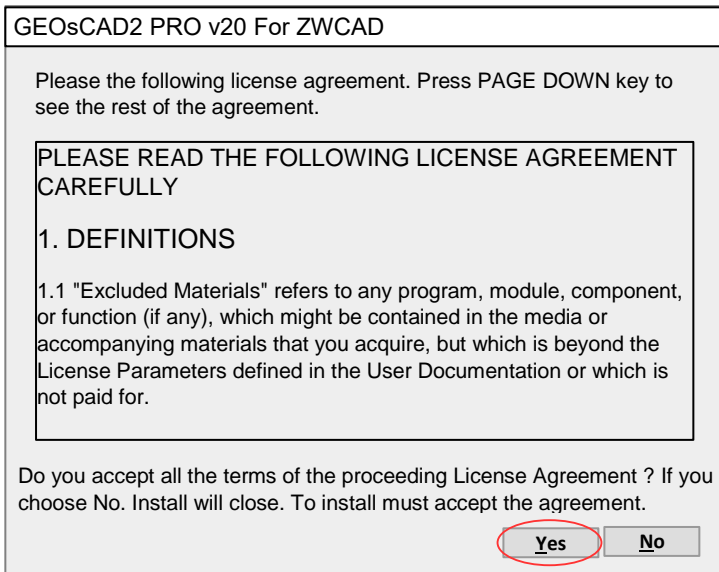 GEOsCAD2 PRO v20 For ZWCAD
Please the following license agreement. Press PAGE DOWN key to
see the rest of the agreement.
PLEASE READ THE FOLLOWING LICENSE AGREEMENT
CAREFULLY
1. DEFINITIONS
1.1 "Excluded Materials" refers to any program, module, component,
or function (if any), which might be contained in the media or
accompanying materials that you acquire, but which is beyond the
License Parameters defined in the User Documentation or which is
not paid for.
Do you accept all the terms of the proceeding License Agreement ? If you
choose No. Install will close. To install must accept the agreement.
Yes No